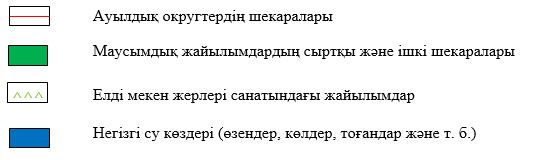 Ауылдық округтердің шекаралары
Маусымдық жайылымдардың сыртқы және ішкі шекаралары
Елді мекен жерлері санатындағы жайылымдар
Негізгі су көздері (өзендер, көлдер, тоғандар және т. б.)